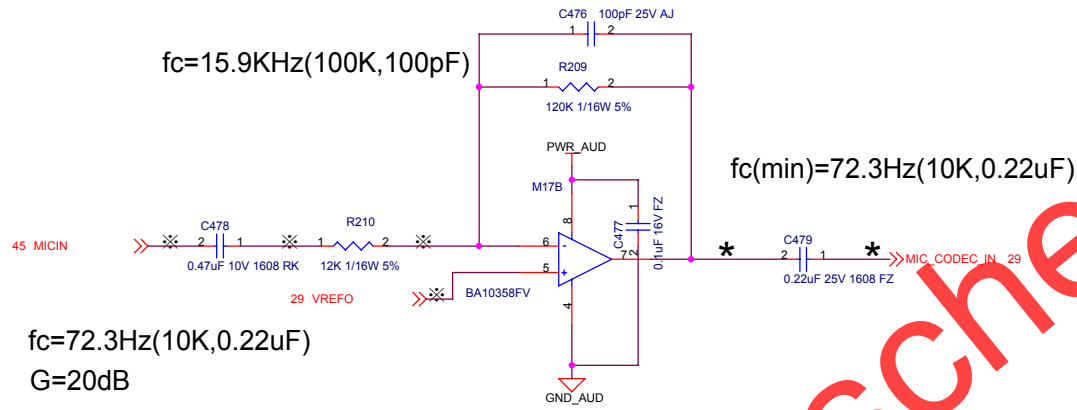 C476 100pF 25V AJ
1 2
fc=15.9KHz(100K,100pF)
R209
1 2
120K 1/16W 5%
PWR_AUD
fc(min)=72.3Hz(10K,0.22uF)
M17B
8
1
C477
2
0.1uF 16V FZ
45 MICIN
※
C478
2 1
0.47uF 10V 1608 RK
※
R210
1 2
12K 1/16W 5%
※
6 -
5 +
7
4
BA10358FV
29 VREFO
※
*
C479
2 1
0.22uF 25V 1608 FZ
*
MIC_CODEC_IN 29
fc=72.3Hz(10K,0.22uF)
G=20dB
GND_AUD
sche